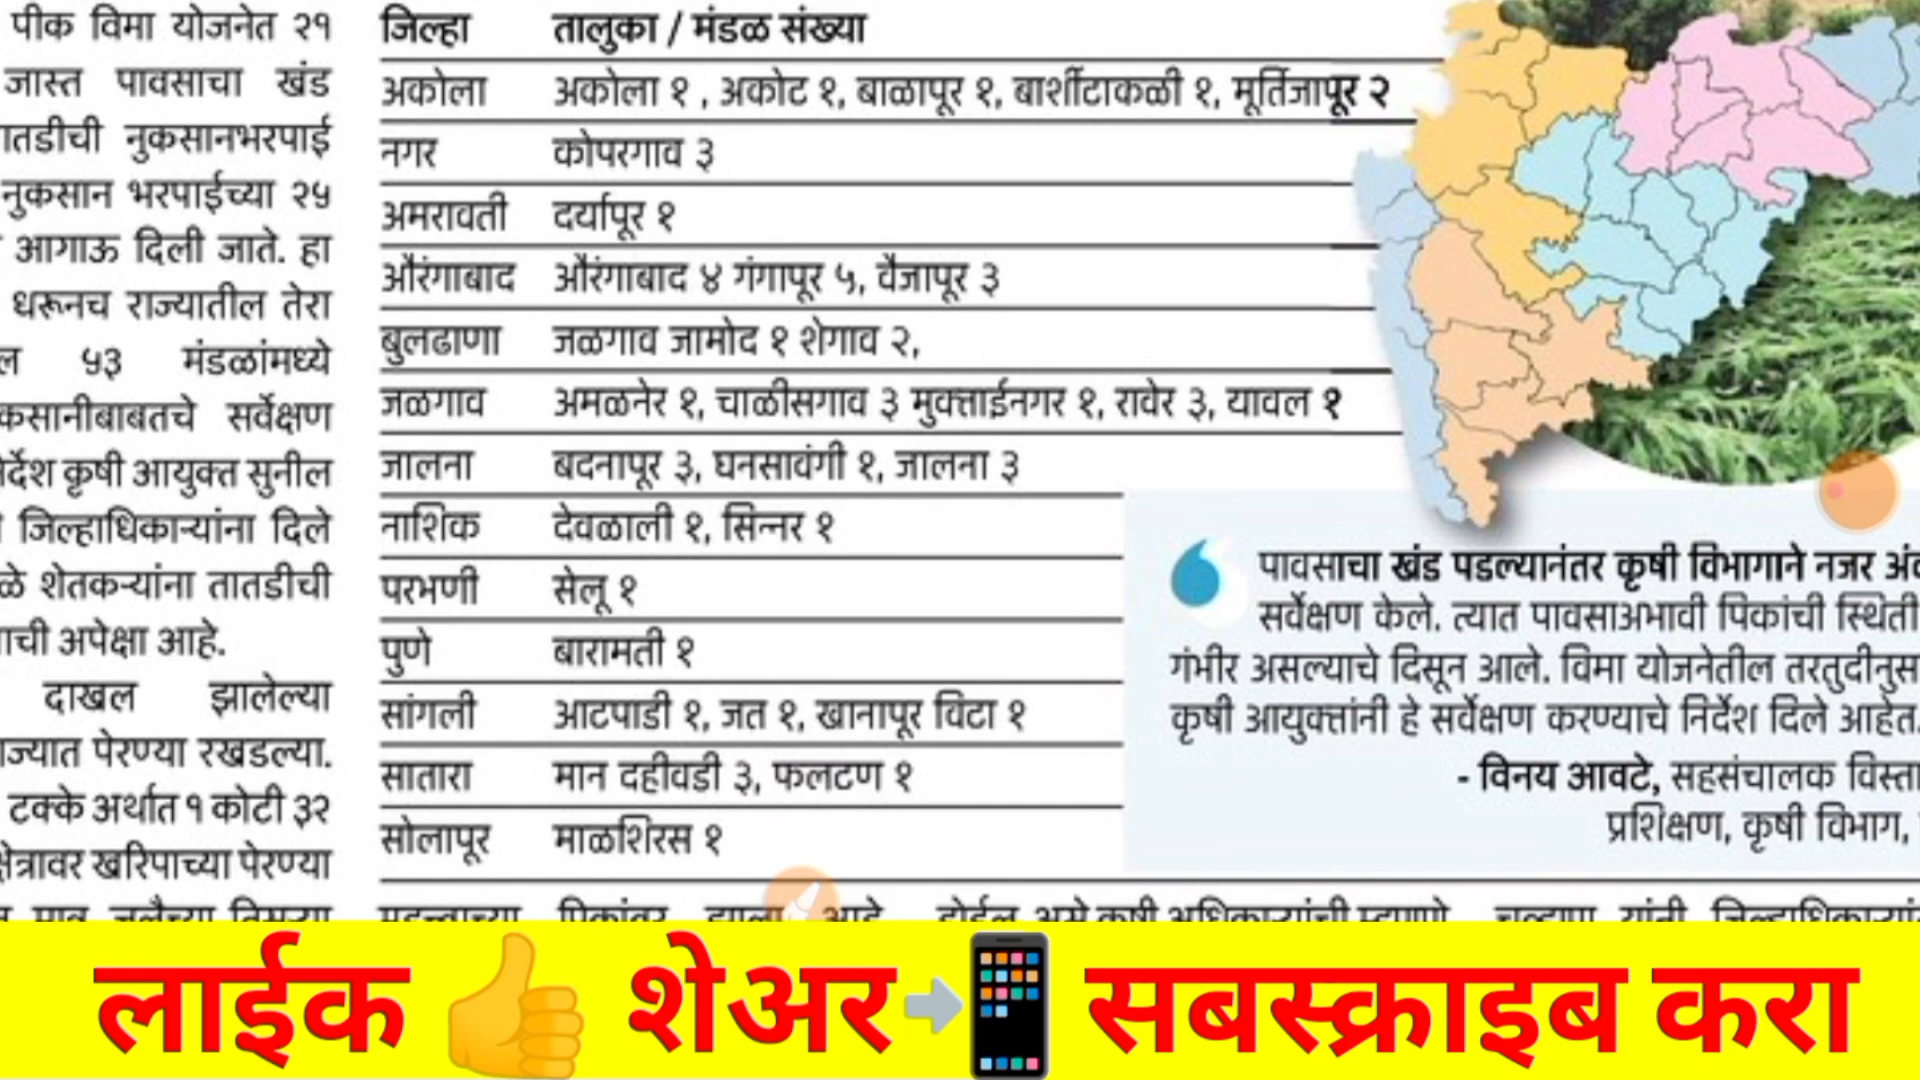 पीक विमा योजनेत २१
जास्त पावसाचा खंड
नुकसानभरपाई
नुकसान भरपाईच्या २५
आगाऊ दिली जाते. हा
धरूनच राज्यातील तेरा
५३ मंडळांमध्ये
सर्वेक्षण
कृषी आयुक्त सुनील
जिल्हाधिकाऱ्यांना दिले
शेतकऱ्यांना तातडीची
अपेक्षा आहे.
दाखल झालेल्या
पेरण्या रखडल्या.
टक्के अर्थात १ कोटी ३२
खरिपाच्या पेरण्या
जिल्हा तालुका / मंडळ संख्या
अकोला अकोला १ , अकोट १, बाळापूर १, बार्शीटाकळी १, मूर्तिजापूर २
नगर कोपरगाव ३
अमरावती दर्यापूर १
औरंगाबाद औरंगाबाद ४ गंगापूर ५, वैजापूर ३
बुलढाणा जळगाव जामोद १ शेगाव २,
जळगाव अमळनेर १, चाळीसगाव ३ मुक्ताईनगर १, रावेर ३, यावल १
जालना बदनापूर ३, घनसावंगी १, जालना ३
नाशिक देवळाली १, सिन्नर १
परभणी सेलू १
पुणे बारामती १
सांगली आटपाडी १, जत १, खानापूर विटा १
सातारा मान दहीवडी ३, फलटण १
सोलापूर माळशिरस १
पावसाचा खंड पडल्यानंतर कृषी विभागाने नजर
सर्वेक्षण केले. त्यात पावसाअभावी पिकांची स्थिती
गंभीर असल्याचे दिसून आले. विमा योजनेतील
कृषी आयुक्तांनी हे सर्वेक्षण करण्याचे निर्देश दिले आहेत.
- विनय आवटे, सहसंचालक
प्रशिक्षण, कृषी विभाग,
लाईक शेअर सबस्क्राइब करा